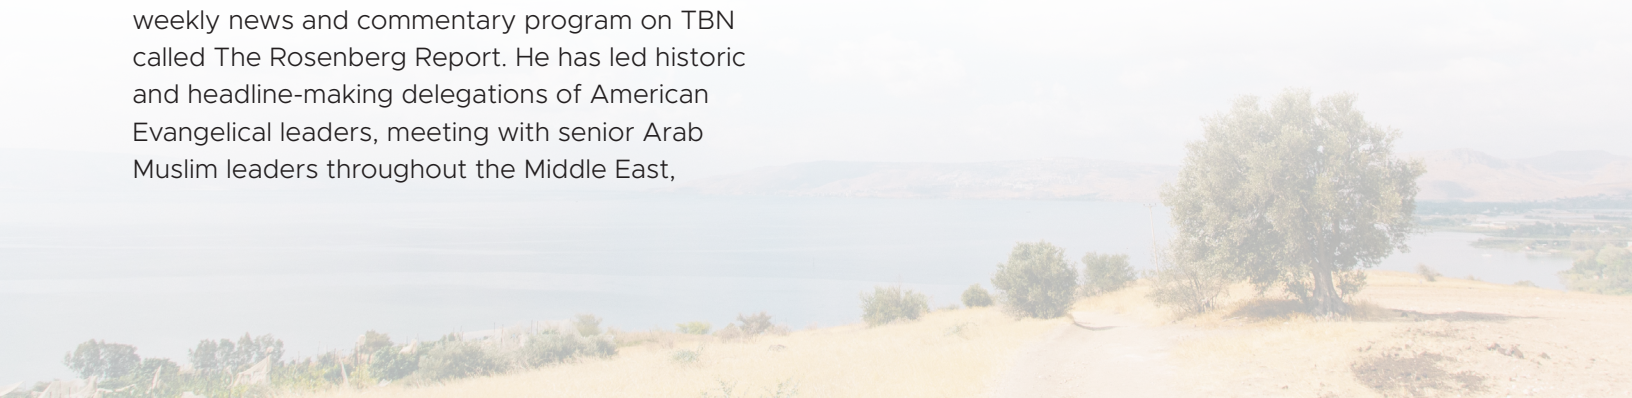 weekly news and commentary program on TBN
called The Rosenberg Report. He has led historic
and headline-making delegations of American
Evangelical leaders, meeting with senior Arab
Muslim leaders throughout the Middle East,